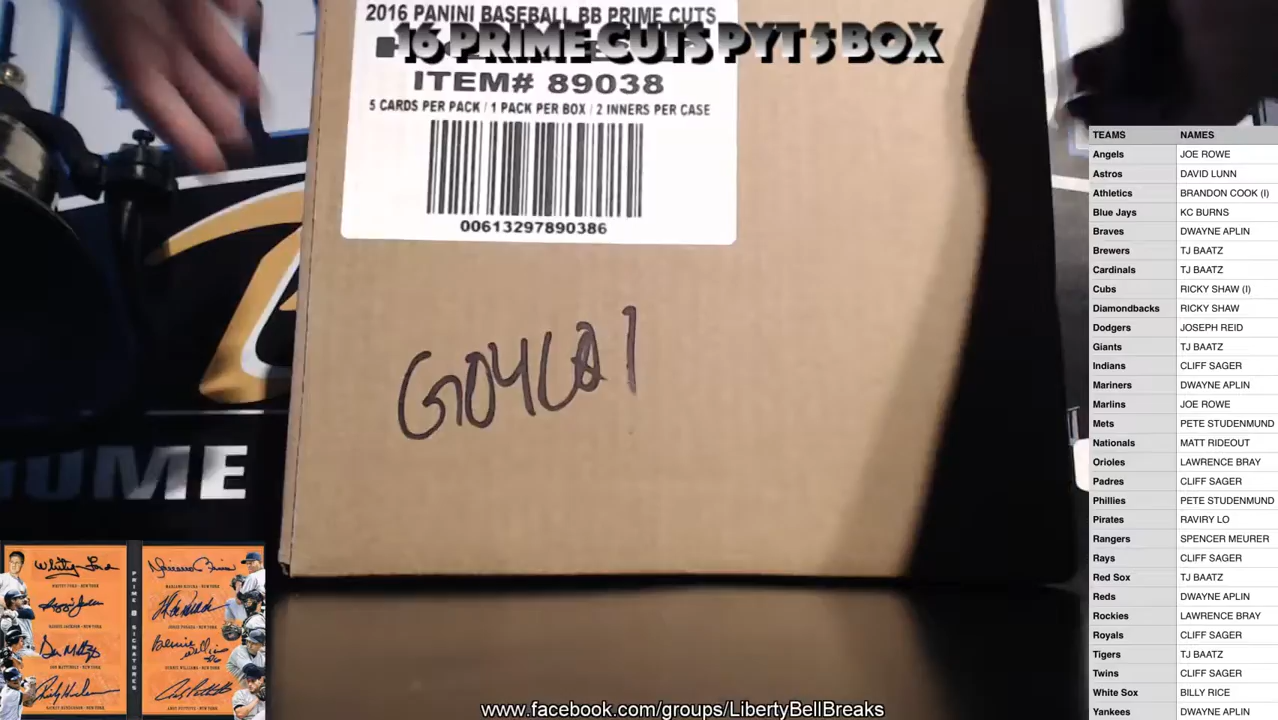 2016 PANINI BASEBALL BB PRIME CUTS
16 PRIME CUTS PYT 5 BOX
ITEM# 89038
5 CARDS PER PACK / 1 PACK PER BOX / 2 INNERS PER CASE
00613297890386
OME
TEAMS NAMES
Angels JOE ROWE
Astros DAVID LUNN
Athletics BRANDON COOK (I)
Blue Jays KC BURNS
Braves DWAYNE APLIN
Brewers TJ BAATZ
Cardinals TJ BAATZ
Cubs RICKY SHAW (I)
Diamondbacks RICKY SHAW
Dodgers JOSEPH REID
Giants TJ BAATZ
Indians CLIFF SAGER
Mariners DWAYNE APLIN
Marlins JOE ROWE
Mets PETE STUDENMUND
Nationals MATT RIDEOUT
Orioles LAWRENCE BRAY
Padres CLIFF SAGER
Phillies PETE STUDENMUND
Pirates RAVIRY LO
Rangers SPENCER MEURER
Rays CLIFF SAGER
Red Sox TJ BAATZ
Reds DWAYNE APLIN
Rockies LAWRENCE BRAY
Royals CLIFF SAGER
Tigers TJ BAATZ
Twins CLIFF SAGER
White Sox BILLY RICE
Yankees DWAYNE APLIN
PRIME SIGNATURES
www.facebook.com/groups/LibertyBellBreaks